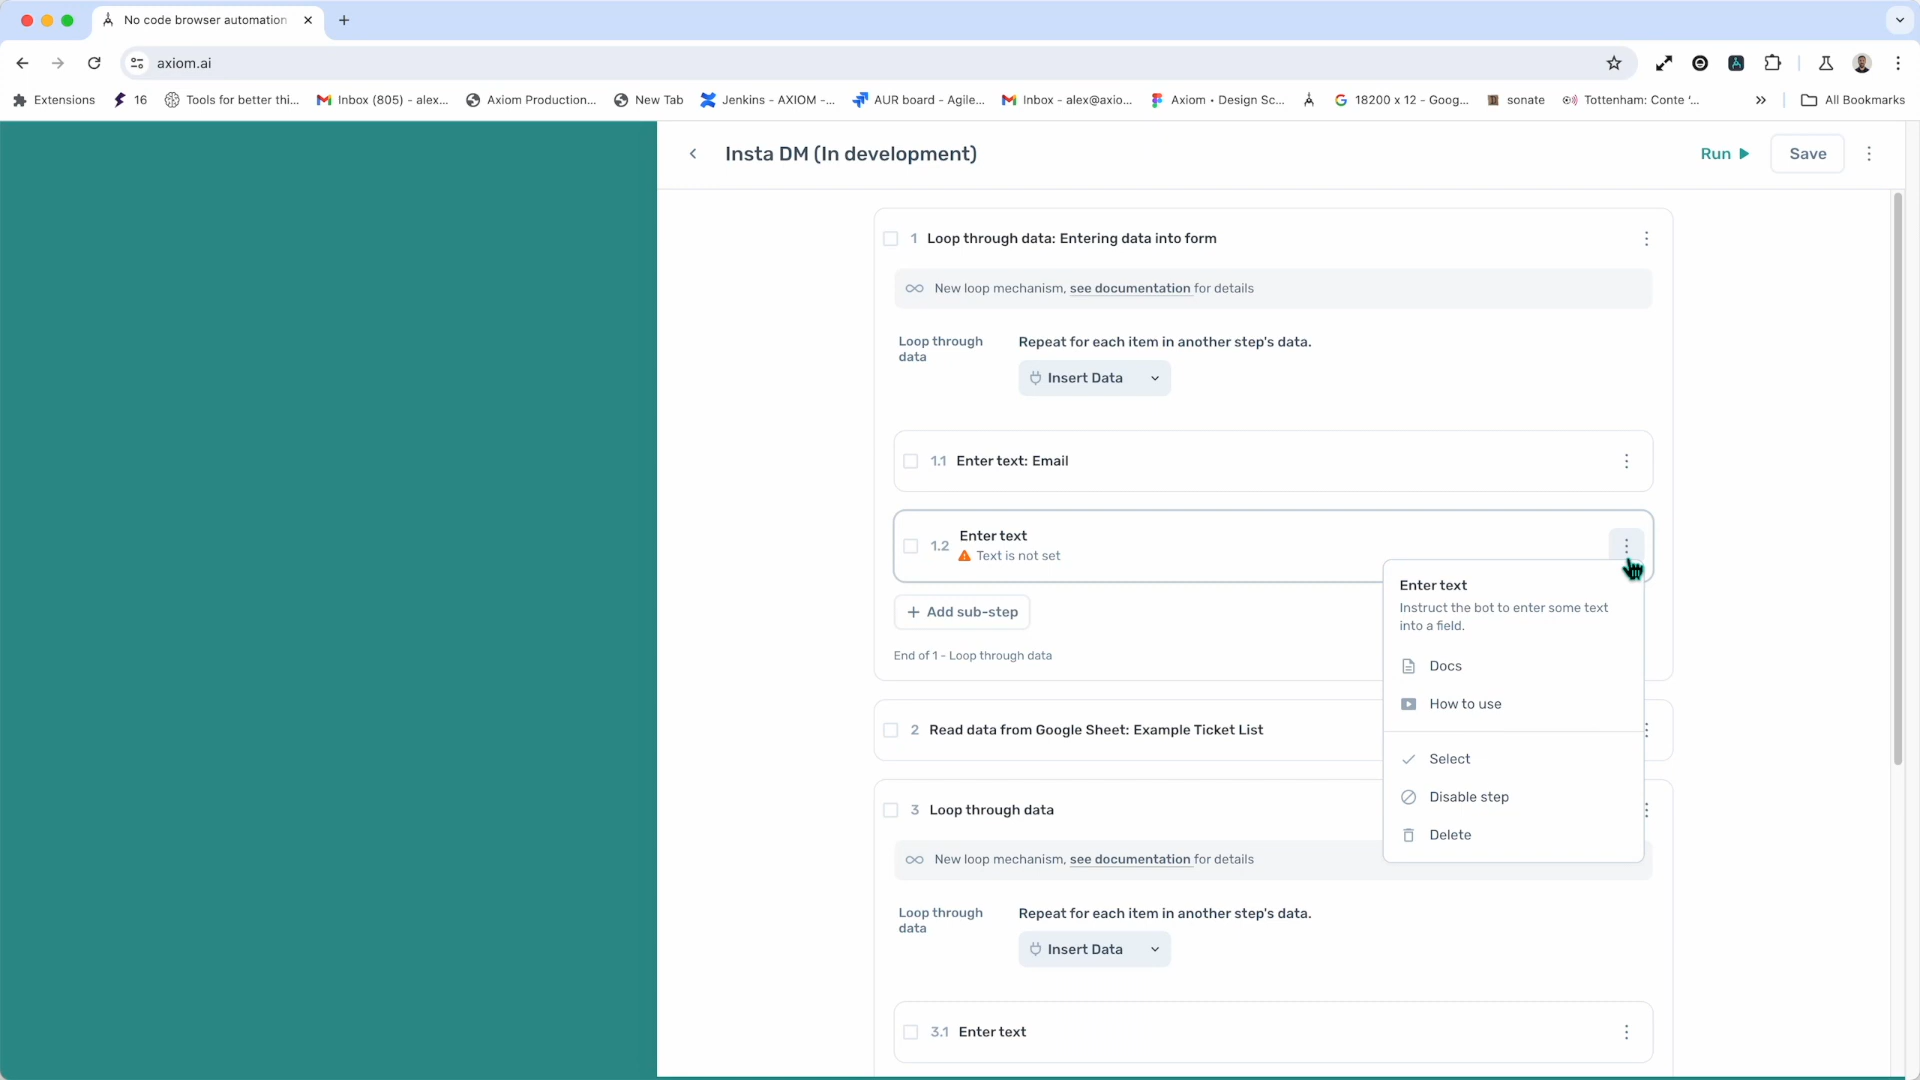 No code browser automation
axiom.ai
Extensions
16
Tools for better thi...
Inbox (805) - alex...
Axiom Production...
New Tab
Jenkins - AXIOM -...
AUR board - Agile...
Inbox - alex@axio...
Axiom • Design Sc...
18200 x 12 - Goog...
sonate
Tottenham: Conte '...
All Bookmarks
Insta DM (In development)
Run
Save
1 Loop through data: Entering data into form
New loop mechanism, see documentation for details
Loop through
data
Repeat for each item in another step's data.
Insert Data
1.1 Enter text: Email
1.2
Enter text
Text is not set
+ Add sub-step
End of 1 - Loop through data
Enter text
Instruct the bot to enter some text
into a field.
Docs
How to use
Select
Disable step
Delete
2 Read data from Google Sheet: Example Ticket List
3 Loop through data
New loop mechanism, see documentation for details
Loop through
data
Repeat for each item in another step's data.
Insert Data
3.1 Enter text